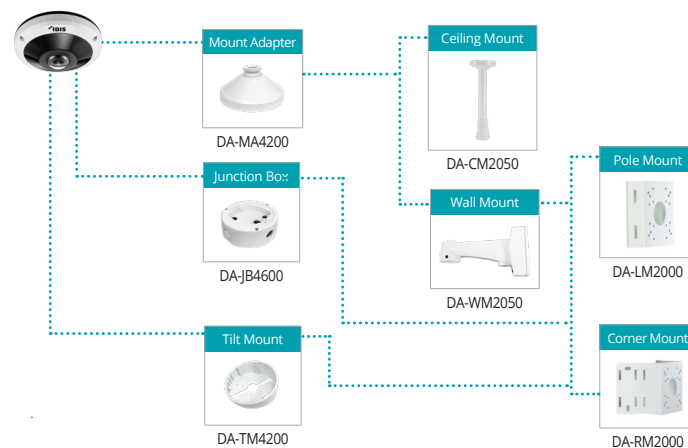 IDIS
Mount Adapter
DA-MA4200
Ceiling Mount
DA-CM2050
Junction Box
DA-JB4600
Wall Mount
DA-WM2050
Pole Mount
DA-LM2000
Tilt Mount
DA-TM4200
Corner Mount
DA-RM2000